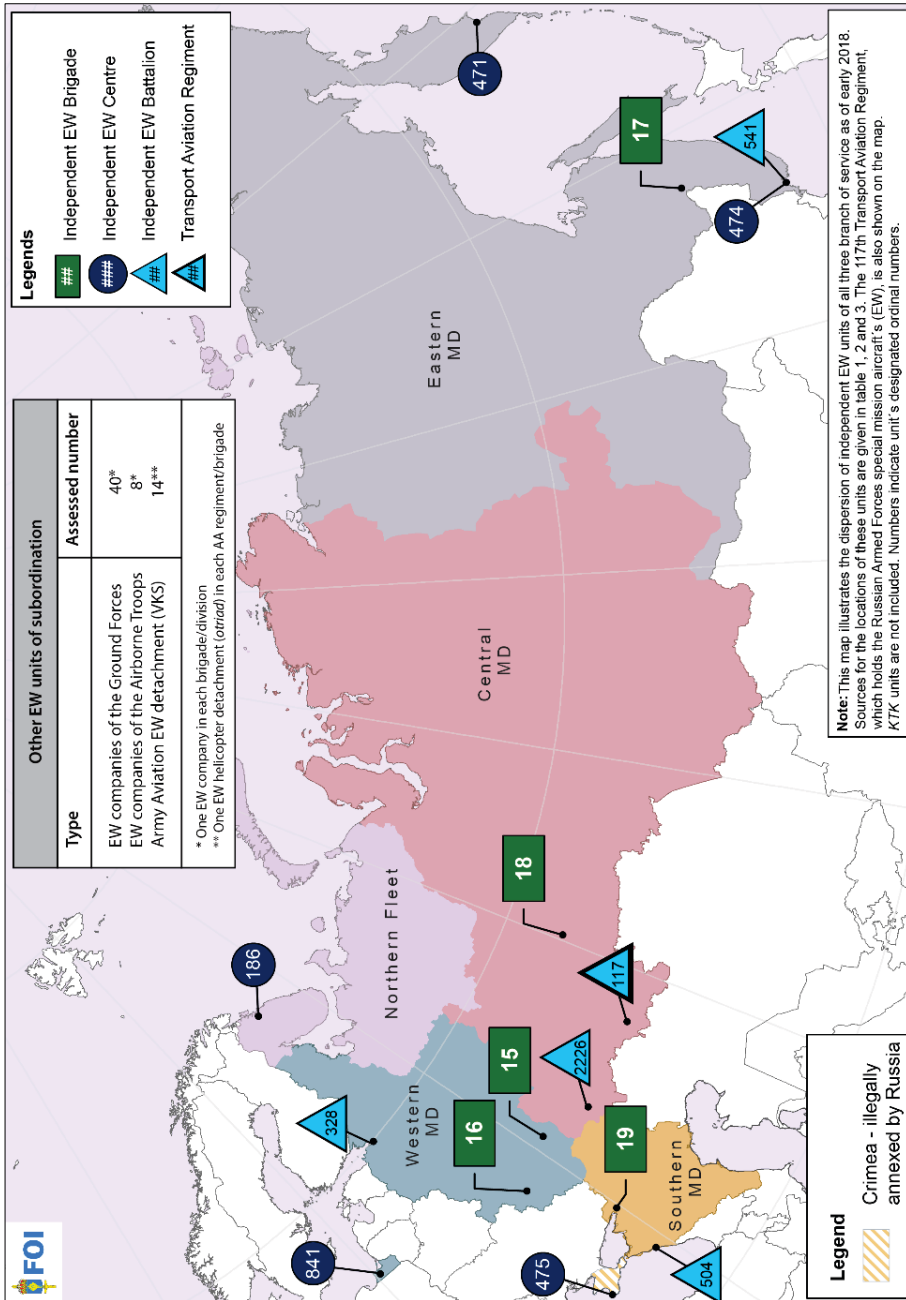 FOI
Other EW units of subordination
Type Assessed number
EW companies of the Ground Forces 40*
EW companies of the Airborne Troops 8*
Army Aviation EW detachment (VKS) 14**
* One EW company in each brigade/division
** One EW helicopter detachment (otriad) in each AA regiment/brigade
Legends
## Independent EW Brigade
### Independent EW Centre
## Independent EW Battalion
## Transport Aviation Regiment
186
471
841
328
Northern Fleet
Western
MD
16
15
18
Central
MD
Eastern
MD
17
541
474
2226
117
19
Southern
MD
475
504
Legend
Crimea - illegally
annexed by Russia
Note: This map illustrates the dispersion of independent EW units of all three branch of service as of early 2018.
Sources for the locations of these units are given in table 1, 2 and 3. The 117th Transport Aviation Regiment,
which holds the Russian Armed Forces special mission aircraft´s (EW), is also shown on the map.
KTK units are not included. Numbers indicate unit´s designated ordinal numbers.